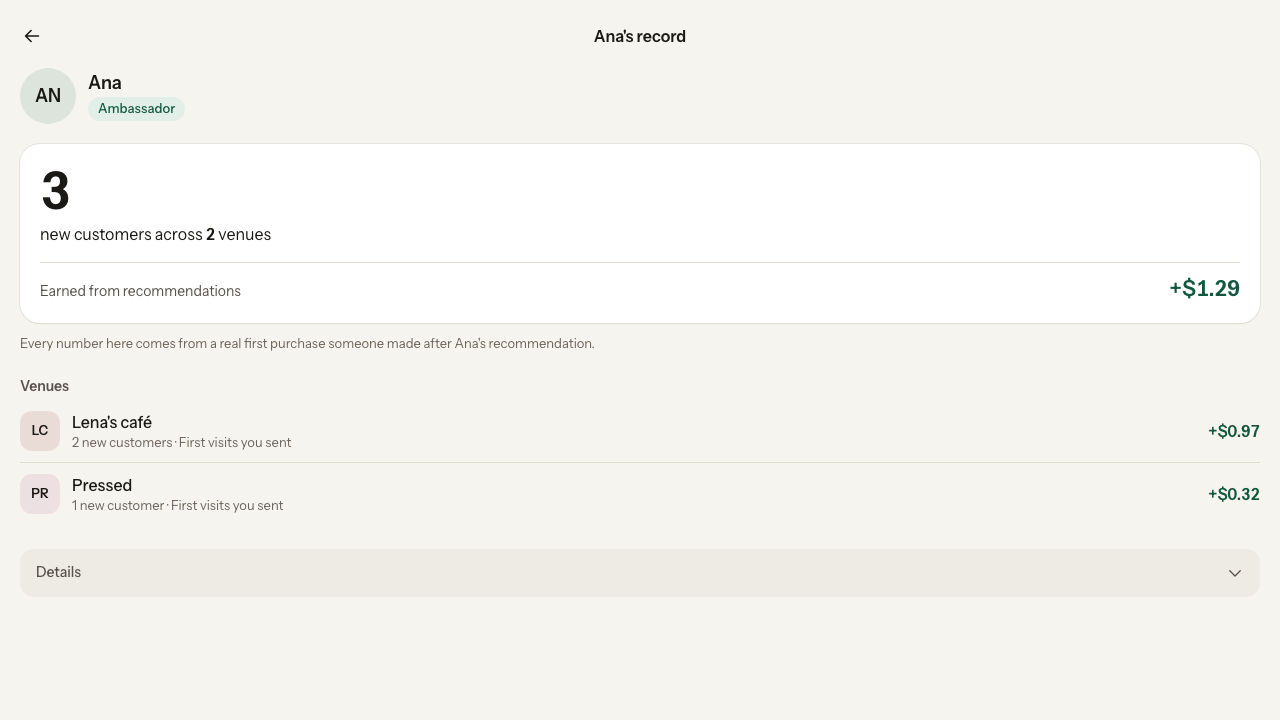 Ana's record
AN
Ana
Ambassador
3
new customers across 2 venues
Earned from recommendations
+$1.29
Every number here comes from a real first purchase someone made after Ana's recommendation.
Venues
LC
Lena's café
2 new customers · First visits you sent
+$0.97
PR
Pressed
1 new customer · First visits you sent
+$0.32
Details